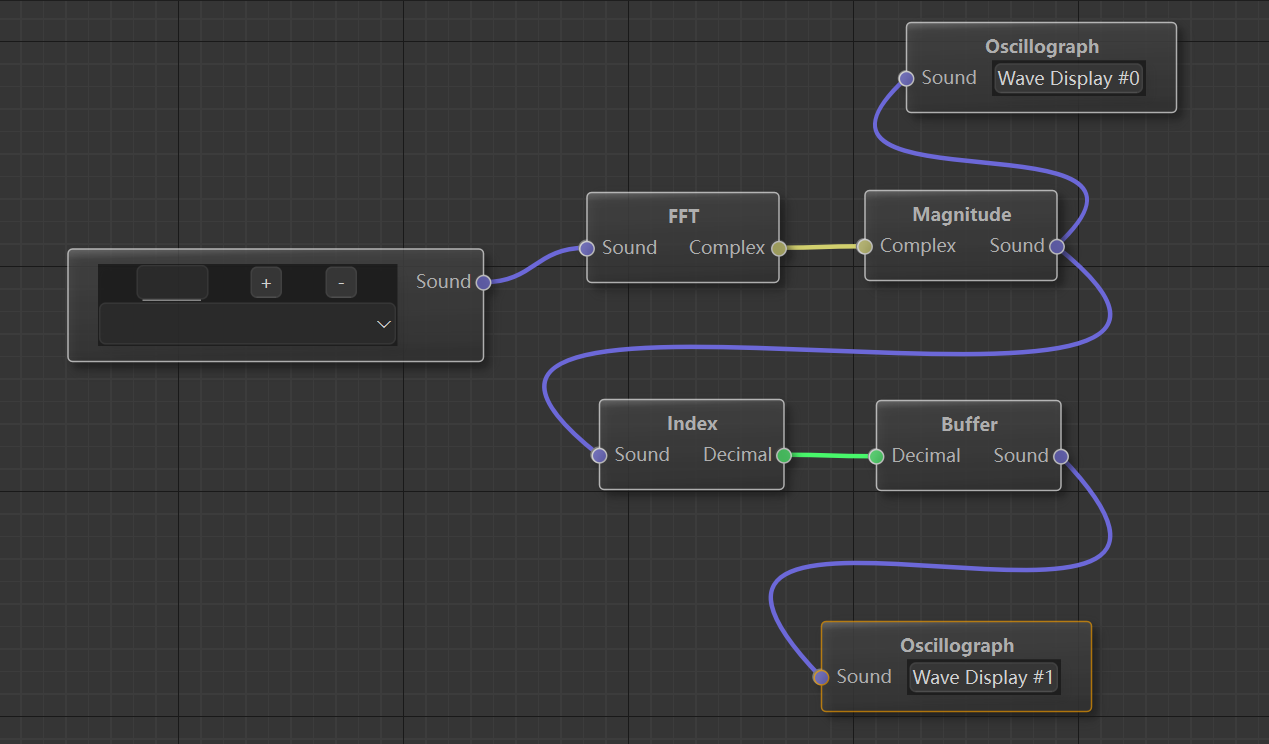 Oscillograph
Sound Wave Display #0
FFT
Sound Complex
Magnitude
Complex Sound
+ - Sound
Index
Sound Decimal
Buffer
Decimal Sound
Oscillograph
Sound Wave Display #1